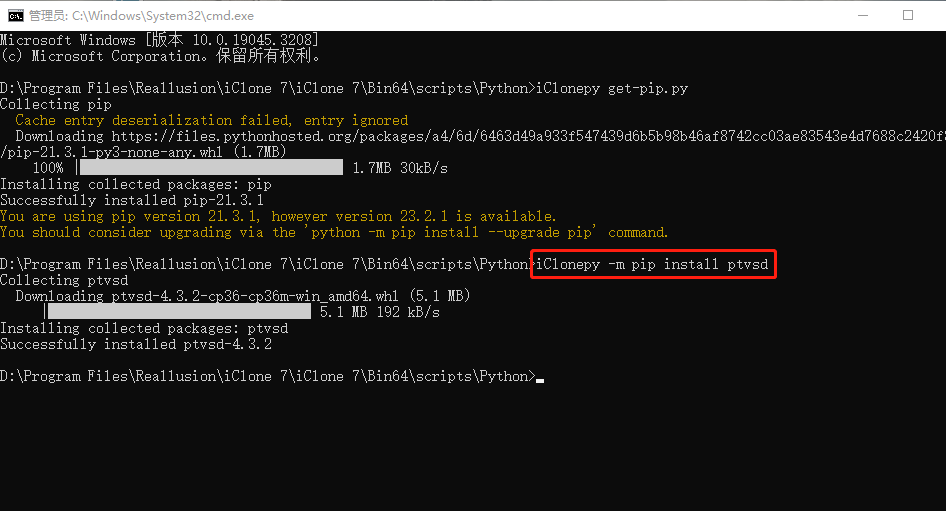 管理员: C:\Windows\System32\cmd.exe
Microsoft Windows [版本 10.0.19045.3208]
(c) Microsoft Corporation。保留所有权利。
D:\Program Files\Reallusion\iClone 7\iClone 7\Bin64\scripts\Python>iClonepy get-pip.py
Collecting pip
Cache entry deserialization failed, entry ignored
Downloading https://files.pythonhosted.org/packages/a4/6d/6463d49a933f547439d6b5b98b46af8742cc03ae83543e4d7688c2420f8
/pip-21.3.1-py3-none-any.whl (1.7MB)
100% | 1.7MB 30kB/s
Installing collected packages: pip
Successfully installed pip-21.3.1
You are using pip version 21.3.1, however version 23.2.1 is available.
You should consider upgrading via the 'python -m pip install --upgrade pip' command.
D:\Program Files\Reallusion\iClone 7\iClone 7\Bin64\scripts\Python>iClonepy -m pip install ptvsd
Collecting ptvsd
Downloading ptvsd-4.3.2-cp36-cp36m-win_amd64.whl (5.1 MB)
| 5.1 MB 192 kB/s
Installing collected packages: ptvsd
Successfully installed ptvsd-4.3.2
D:\Program Files\Reallusion\iClone 7\iClone 7\Bin64\scripts\Python>